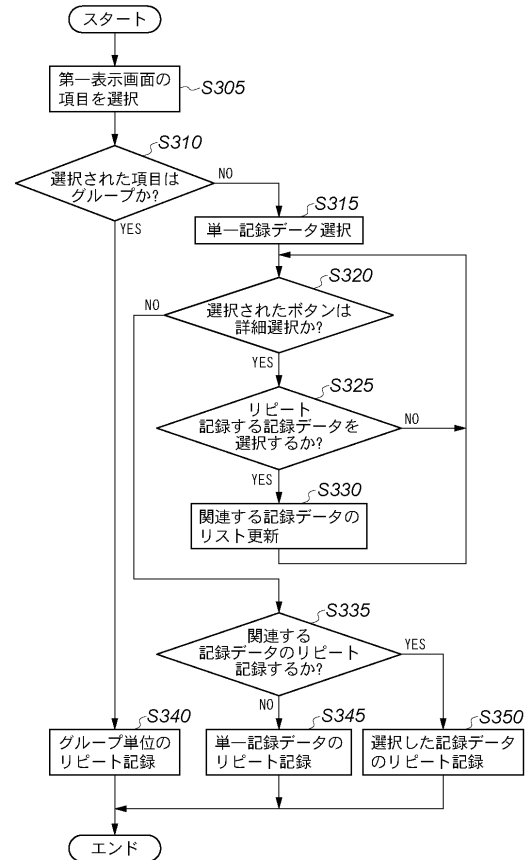 スタート
第一表示画面の
項目を選択
S305
S310
選択された項目は
グループか?
NO
YES
S315
単一記録データ選択
S320
選択されたボタンは
詳細選択か?
NO
YES
S325
リピート
記録する記録データを
選択するか?
NO
YES
S330
関連する記録データの
リスト更新
S335
関連する
記録データのリピート
記録するか?
YES
NO
S340
グループ単位の
リピート記録
S345
単一記録データの
リピート記録
S350
選択した記録データ
のリピート記録
エンド